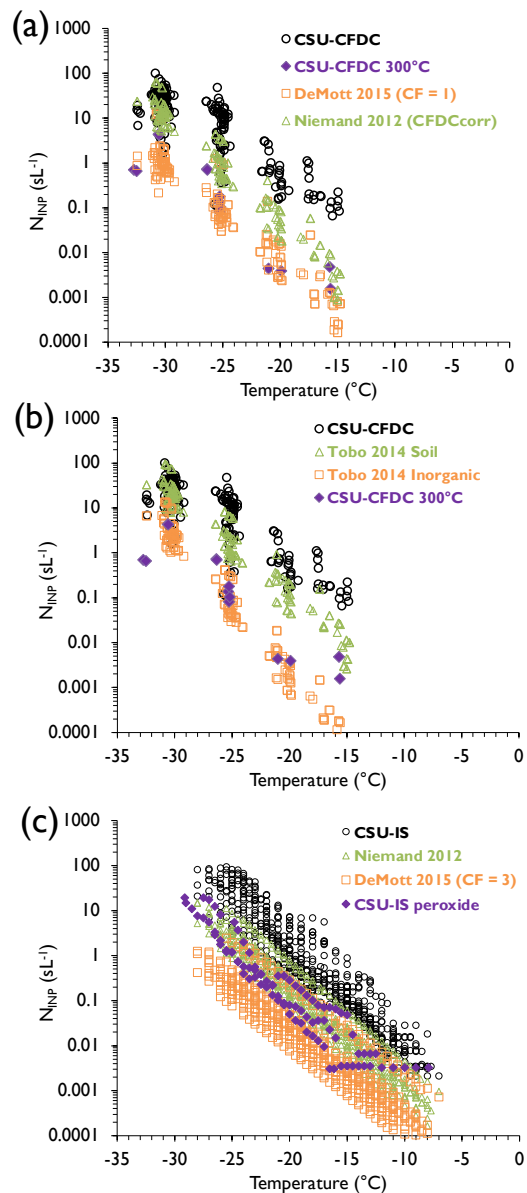 (a)
CSU-CFDC
CSU-CFDC 300°C
DeMott 2015 (CF = 1)
Niemand 2012 (CFDCcorr)
1000
100
10
1
0.1
0.01
0.001
0.0001
N_INP (sL⁻¹)
-35 -30 -25 -20 -15 -10 -5 0
Temperature (°C)
(b)
CSU-CFDC
Tobo 2014 Soil
Tobo 2014 Inorganic
CSU-CFDC 300°C
1000
100
10
1
0.1
0.01
0.001
0.0001
N_INP (sL⁻¹)
-35 -30 -25 -20 -15 -10 -5 0
Temperature (°C)
(c)
CSU-IS
Niemand 2012
DeMott 2015 (CF = 3)
CSU-IS peroxide
1000
100
10
1
0.1
0.01
0.001
0.0001
N_INP (sL⁻¹)
-35 -30 -25 -20 -15 -10 -5 0
Temperature (°C)